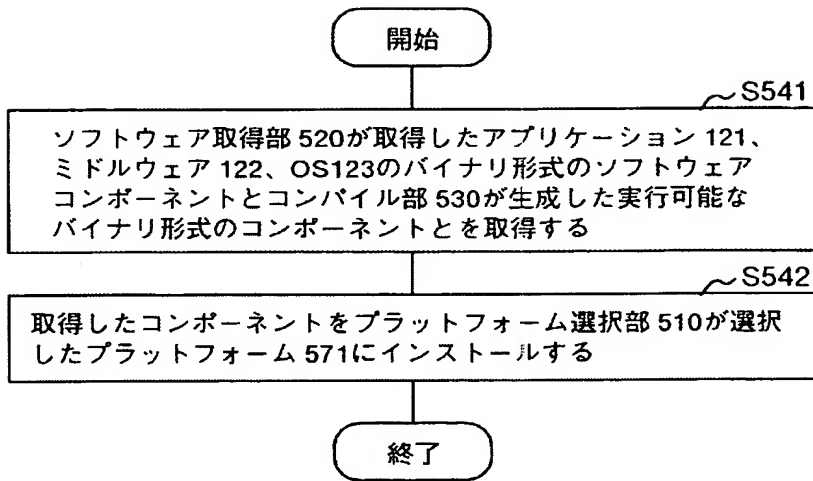 開始
S541
ソフトウェア取得部520が取得したアプリケーション121、
ミドルウェア122、OS123のバイナリ形式のソフトウェア
コンポーネントとコンパイル部530が生成した実行可能な
バイナリ形式のコンポーネントとを取得する
S542
取得したコンポーネントをプラットフォーム選択部510が選択
したプラットフォーム571にインストールする
終了